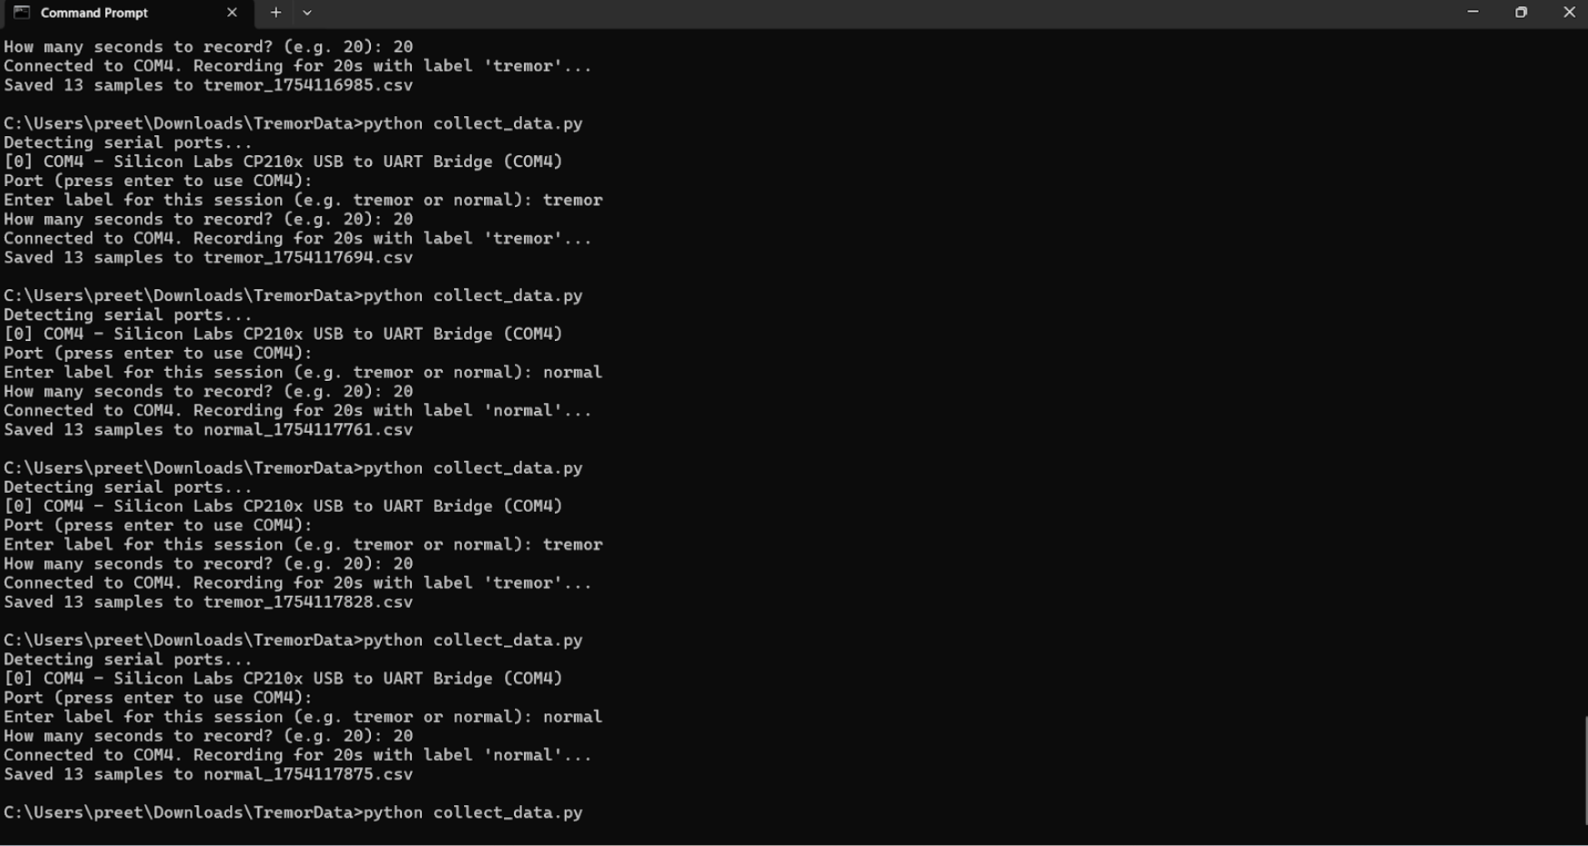 Command Prompt
How many seconds to record? (e.g. 20): 20
Connected to COM4. Recording for 20s with label 'tremor'...
Saved 13 samples to tremor_1754116985.csv
C:\Users\preet\Downloads\TremorData>python collect_data.py
Detecting serial ports...
[0] COM4 – Silicon Labs CP210x USB to UART Bridge (COM4)
Port (press enter to use COM4):
Enter label for this session (e.g. tremor or normal): tremor
How many seconds to record? (e.g. 20): 20
Connected to COM4. Recording for 20s with label 'tremor'...
Saved 13 samples to tremor_1754117694.csv
C:\Users\preet\Downloads\TremorData>python collect_data.py
Detecting serial ports...
[0] COM4 – Silicon Labs CP210x USB to UART Bridge (COM4)
Port (press enter to use COM4):
Enter label for this session (e.g. tremor or normal): normal
How many seconds to record? (e.g. 20): 20
Connected to COM4. Recording for 20s with label 'normal'...
Saved 13 samples to normal_1754117761.csv
C:\Users\preet\Downloads\TremorData>python collect_data.py
Detecting serial ports...
[0] COM4 – Silicon Labs CP210x USB to UART Bridge (COM4)
Port (press enter to use COM4):
Enter label for this session (e.g. tremor or normal): tremor
How many seconds to record? (e.g. 20): 20
Connected to COM4. Recording for 20s with label 'tremor'...
Saved 13 samples to tremor_1754117828.csv
C:\Users\preet\Downloads\TremorData>python collect_data.py
Detecting serial ports...
[0] COM4 – Silicon Labs CP210x USB to UART Bridge (COM4)
Port (press enter to use COM4):
Enter label for this session (e.g. tremor or normal): normal
How many seconds to record? (e.g. 20): 20
Connected to COM4. Recording for 20s with label 'normal'...
Saved 13 samples to normal_1754117875.csv
C:\Users\preet\Downloads\TremorData>python collect_data.py